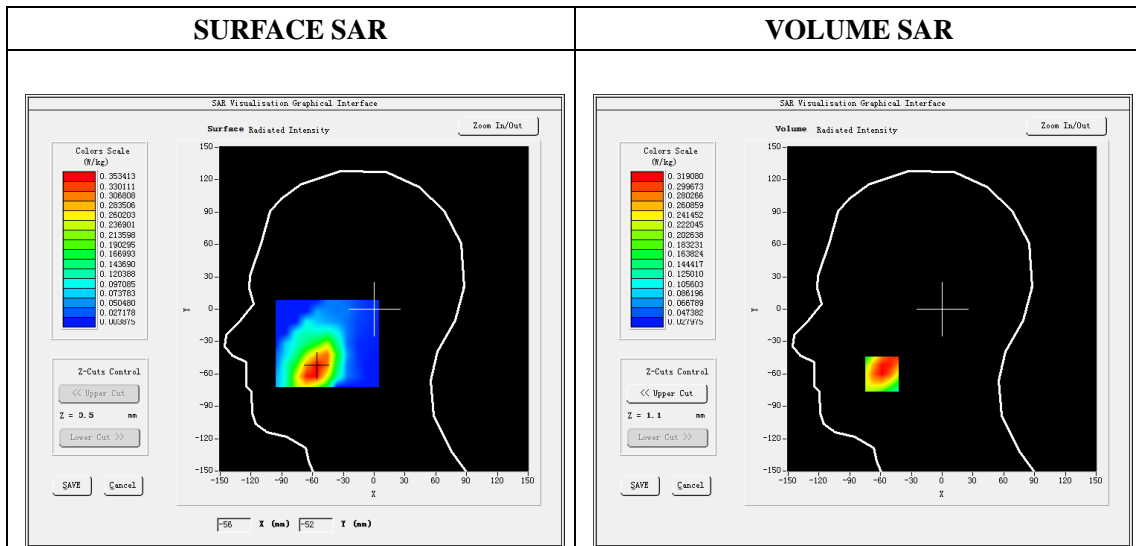 SURFACE SAR
VOLUME SAR
SAR Visualisation Graphical Interface
Surface Radiated Intensity
Zoom In/Out
Colors Scale
(W/kg)
0.353413
0.330111
0.306808
0.283506
0.260203
0.236901
0.213598
0.190295
0.166993
0.143690
0.120388
0.097085
0.073783
0.050480
0.027178
0.003875
150
120
90
60
30
0
-30
-60
-90
-120
-150
Y
-150 -120 -90 -60 -30 0 30 60 90 120 150
X
Z-Cuts Control
<< Upper Cut
Z = 0.5 mm
Lower Cut >>
SAVE
Cancel
-56 X (mm) -52 Y (mm)
SAR Visualisation Graphical Interface
Volume Radiated Intensity
Zoom In/Out
Colors Scale
(W/kg)
0.319080
0.299673
0.280266
0.260859
0.241452
0.222045
0.202638
0.183231
0.163824
0.144417
0.125010
0.105603
0.086196
0.066789
0.047382
0.027975
150
120
90
60
30
0
-30
-60
-90
-120
-150
Y
-150 -120 -90 -60 -30 0 30 60 90 120 150
X
Z-Cuts Control
<< Upper Cut
Z = 1.1 mm
Lower Cut >>
SAVE
Cancel